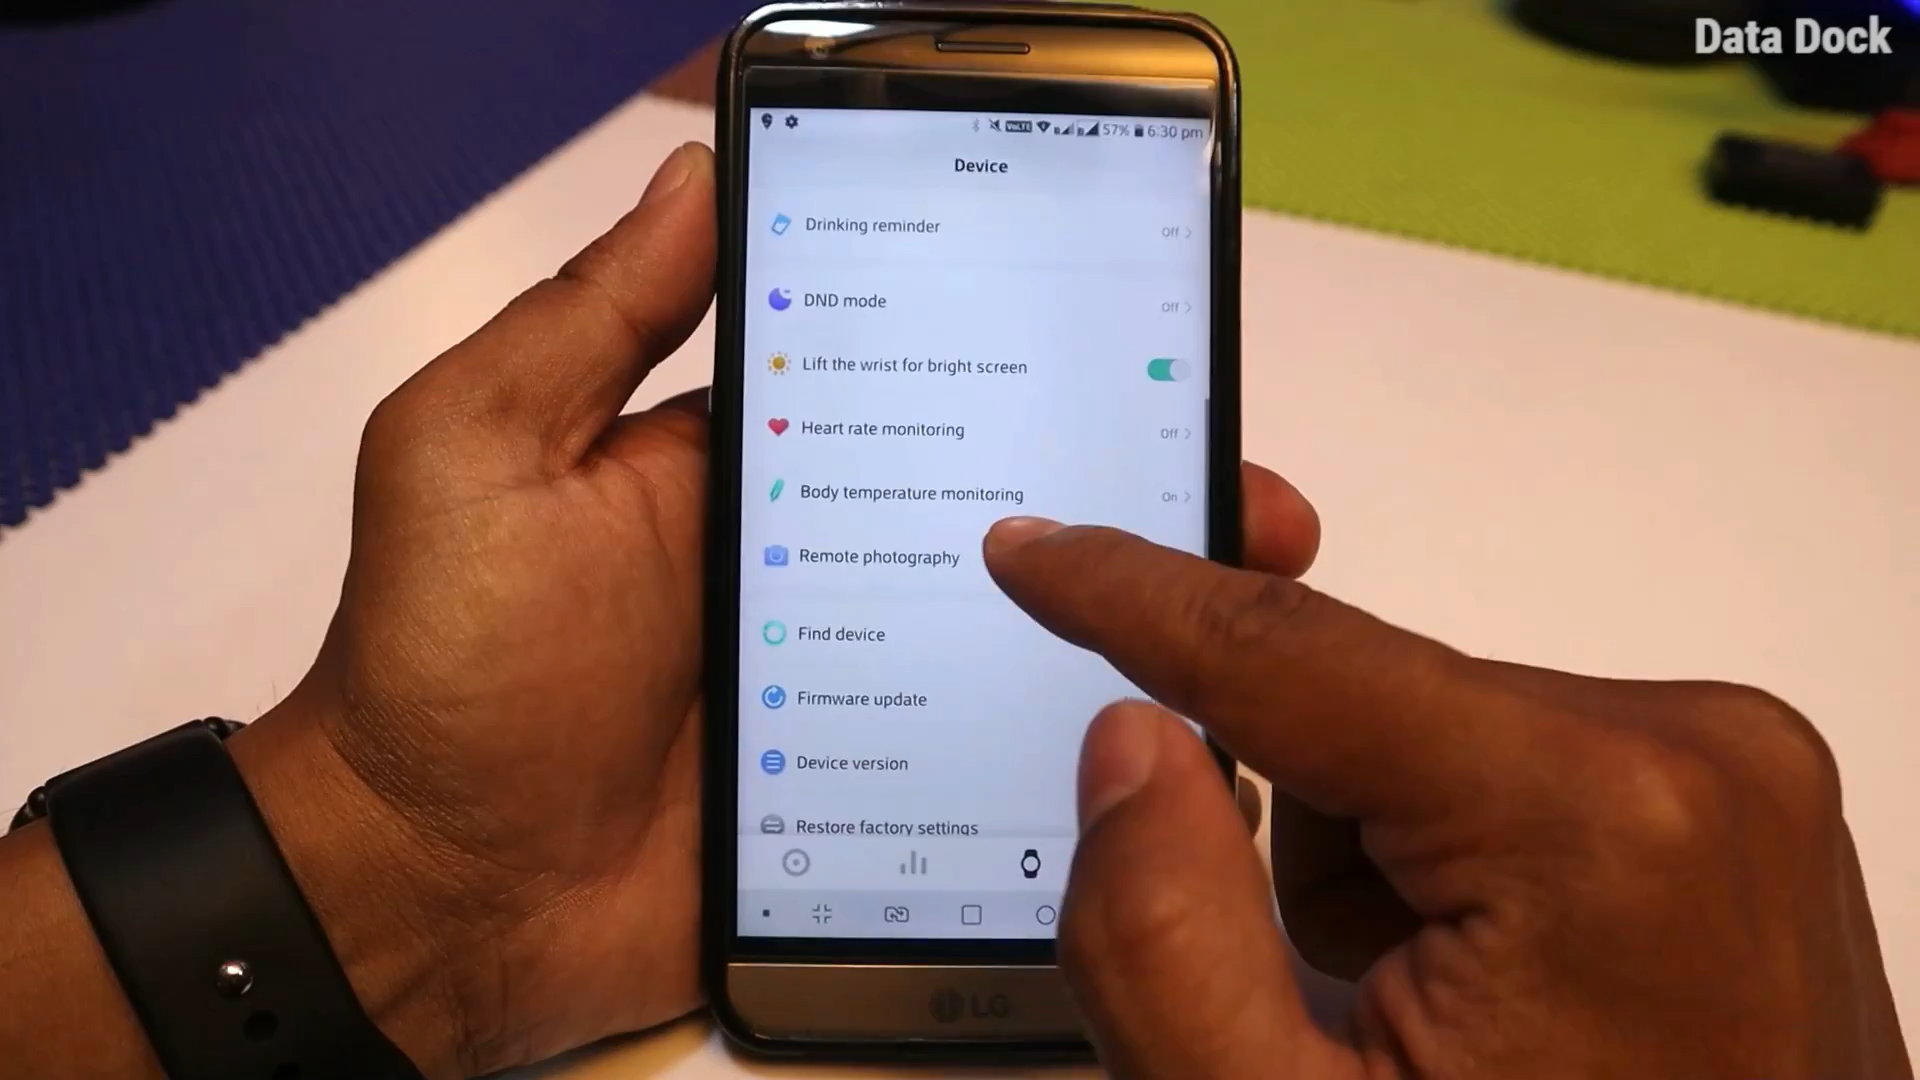 Data Dock
VoLTE 57% 6:30 pm
Device
Drinking reminder Off
DND mode Off
Lift the wrist for bright screen
Heart rate monitoring Off
Body temperature monitoring On
Remote photography
Find device
Firmware update
Device version
Restore factory settings
LG